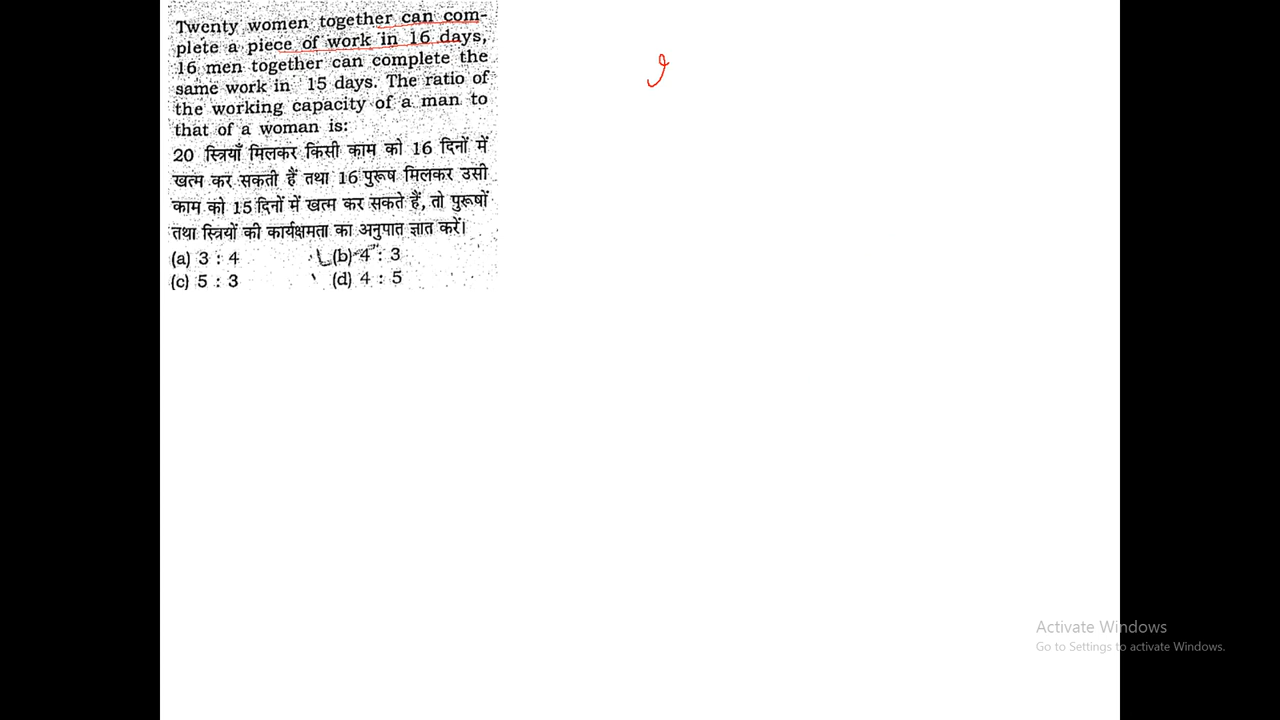 Twenty women together can com-
plete a piece of work in 16 days,
16 men together can complete the
same work in 15 days. The ratio of
the working capacity of a man to
that of a woman is:
20 स्त्रियाँ मिलकर किसी काम को 16 दिनों में
खत्म कर सकती हैं तथा 16 पुरूष मिलकर उसी
काम को 15 दिनों में खत्म कर सकते हैं, तो पुरूषों
तथा स्त्रियों की कार्यक्षमता का अनुपात ज्ञात करें।
(a) 3 : 4 (b) 4 : 3
(c) 5 : 3 (d) 4 : 5
Activate Windows
Go to Settings to activate Windows.